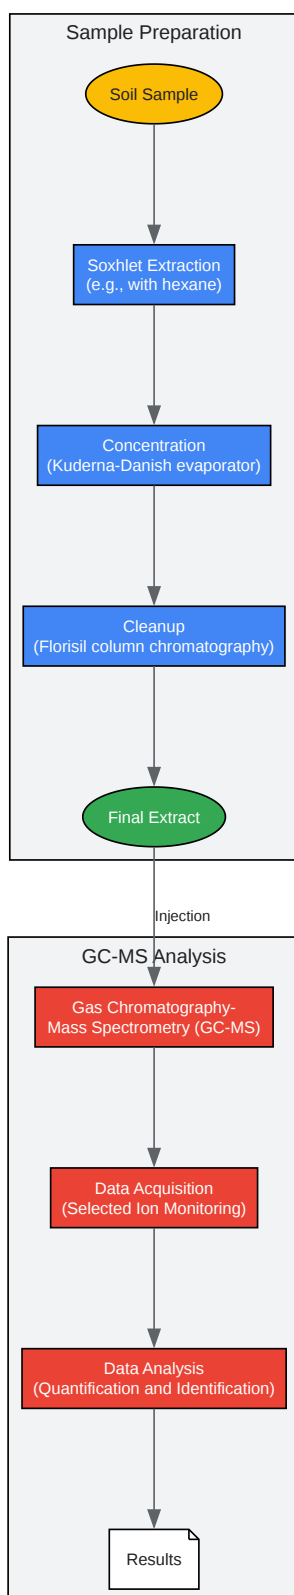 Sample Preparation
Soil Sample
Soxhlet Extraction
(e.g., with hexane)
Concentration
(Kuderna-Danish evaporator)
Cleanup
(Florisil column chromatography)
Final Extract
Injection
GC-MS Analysis
Gas Chromatography-
Mass Spectrometry (GC-MS)
Data Acquisition
(Selected Ion Monitoring)
Data Analysis
(Quantification and Identification)
Results